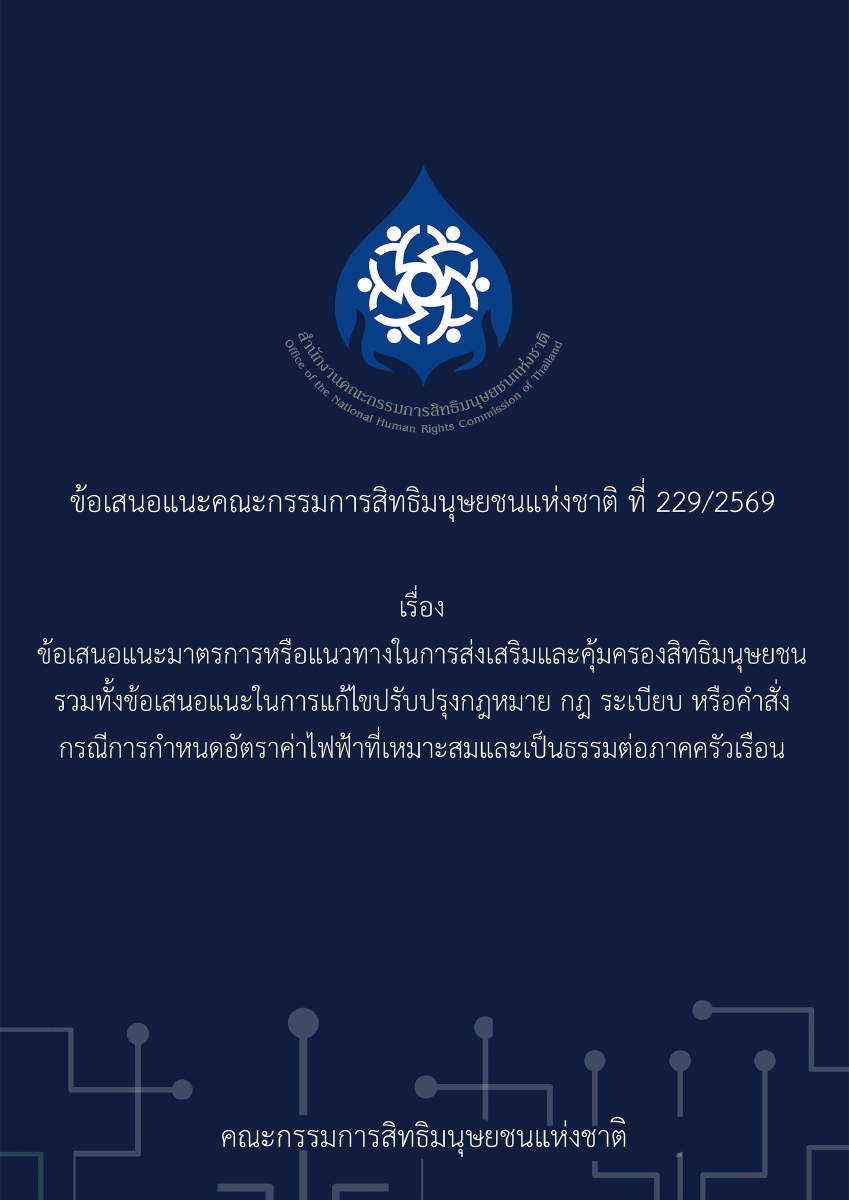 สำนักงานคณะกรรมการสิทธิมนุษยชนแห่งชาติ
Office of the National Human Rights Commission of Thailand
ข้อเสนอแนะคณะกรรมการสิทธิมนุษยชนแห่งชาติ ที่ 229/2569
เรื่อง
ข้อเสนอแนะมาตรการหรือแนวทางในการส่งเสริมและคุ้มครองสิทธิมนุษยชน
รวมทั้งข้อเสนอแนะในการแก้ไขปรับปรุงกฎหมาย กฎ ระเบียบ หรือคำสั่ง
กรณีการกำหนดอัตราค่าไฟฟ้าที่เหมาะสมและเป็นธรรมต่อภาคครัวเรือน
คณะกรรมการสิทธิมนุษยชนแห่งชาติ